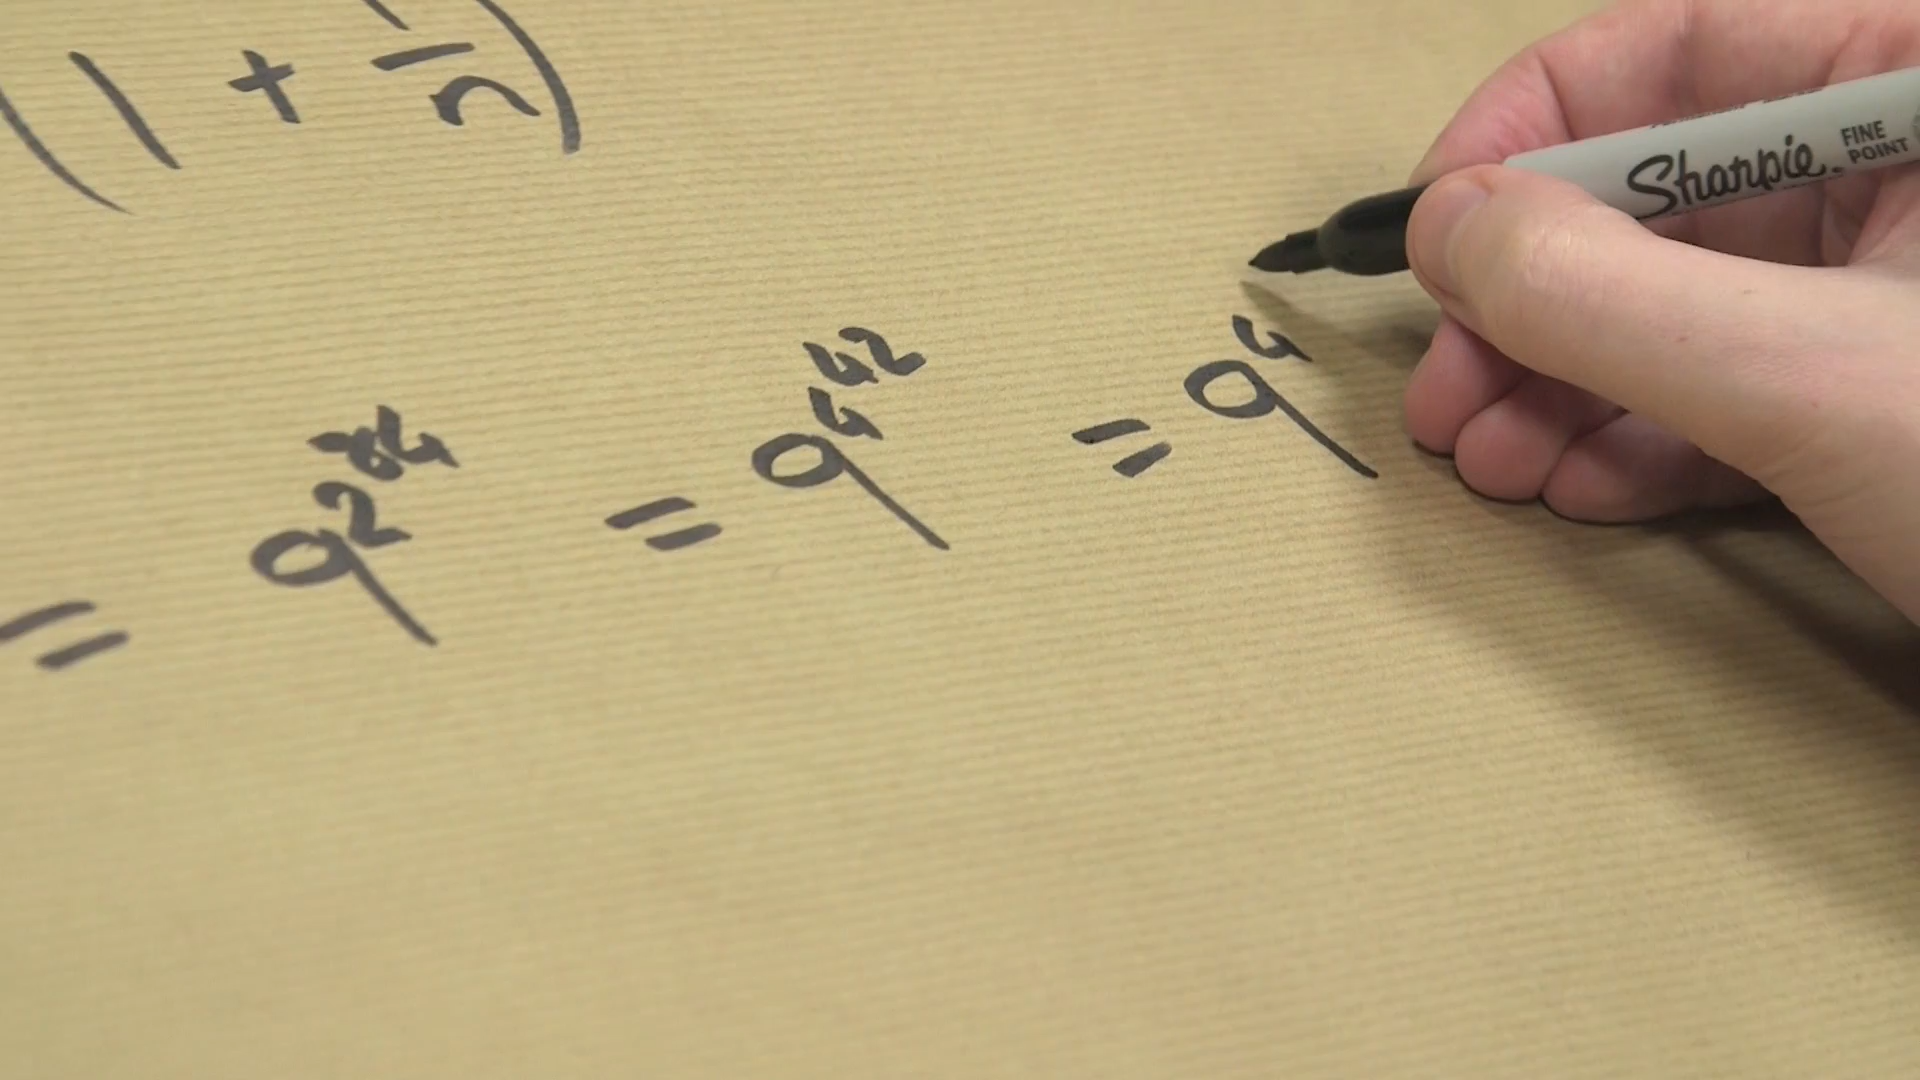 (1 + 1/n)
= 9^2^84 = 9^4^42 = 9^4
Sharpie. FINE POINT